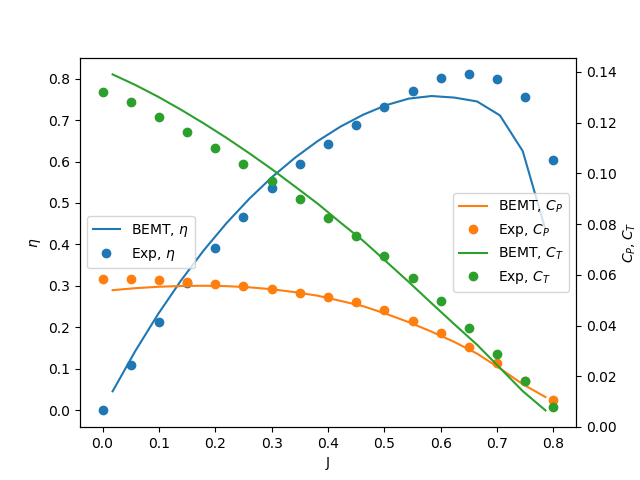 0.8
0.7
0.6
0.5
0.4
0.3
0.2
0.1
0.0
η
BEMT, η
Exp, η
BEMT, C_P
Exp, C_P
BEMT, C_T
Exp, C_T
0.14
0.12
0.10
0.08
0.06
0.04
0.02
0.00
C_P, C_T
0.0 0.1 0.2 0.3 0.4 0.5 0.6 0.7 0.8
J